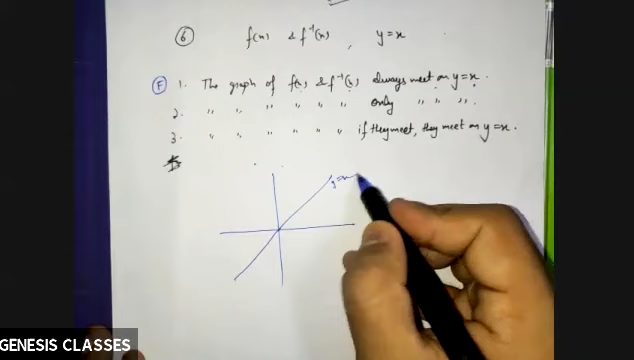 6 f(x) & f⁻¹(x), y=x
F 1. The graph of f(x) & f⁻¹(x) always meet on y=x.
2. " " " " " " only " " ".
3. " " " " " " if they meet, they meet on y=x.
y=x
GENESIS CLASSES